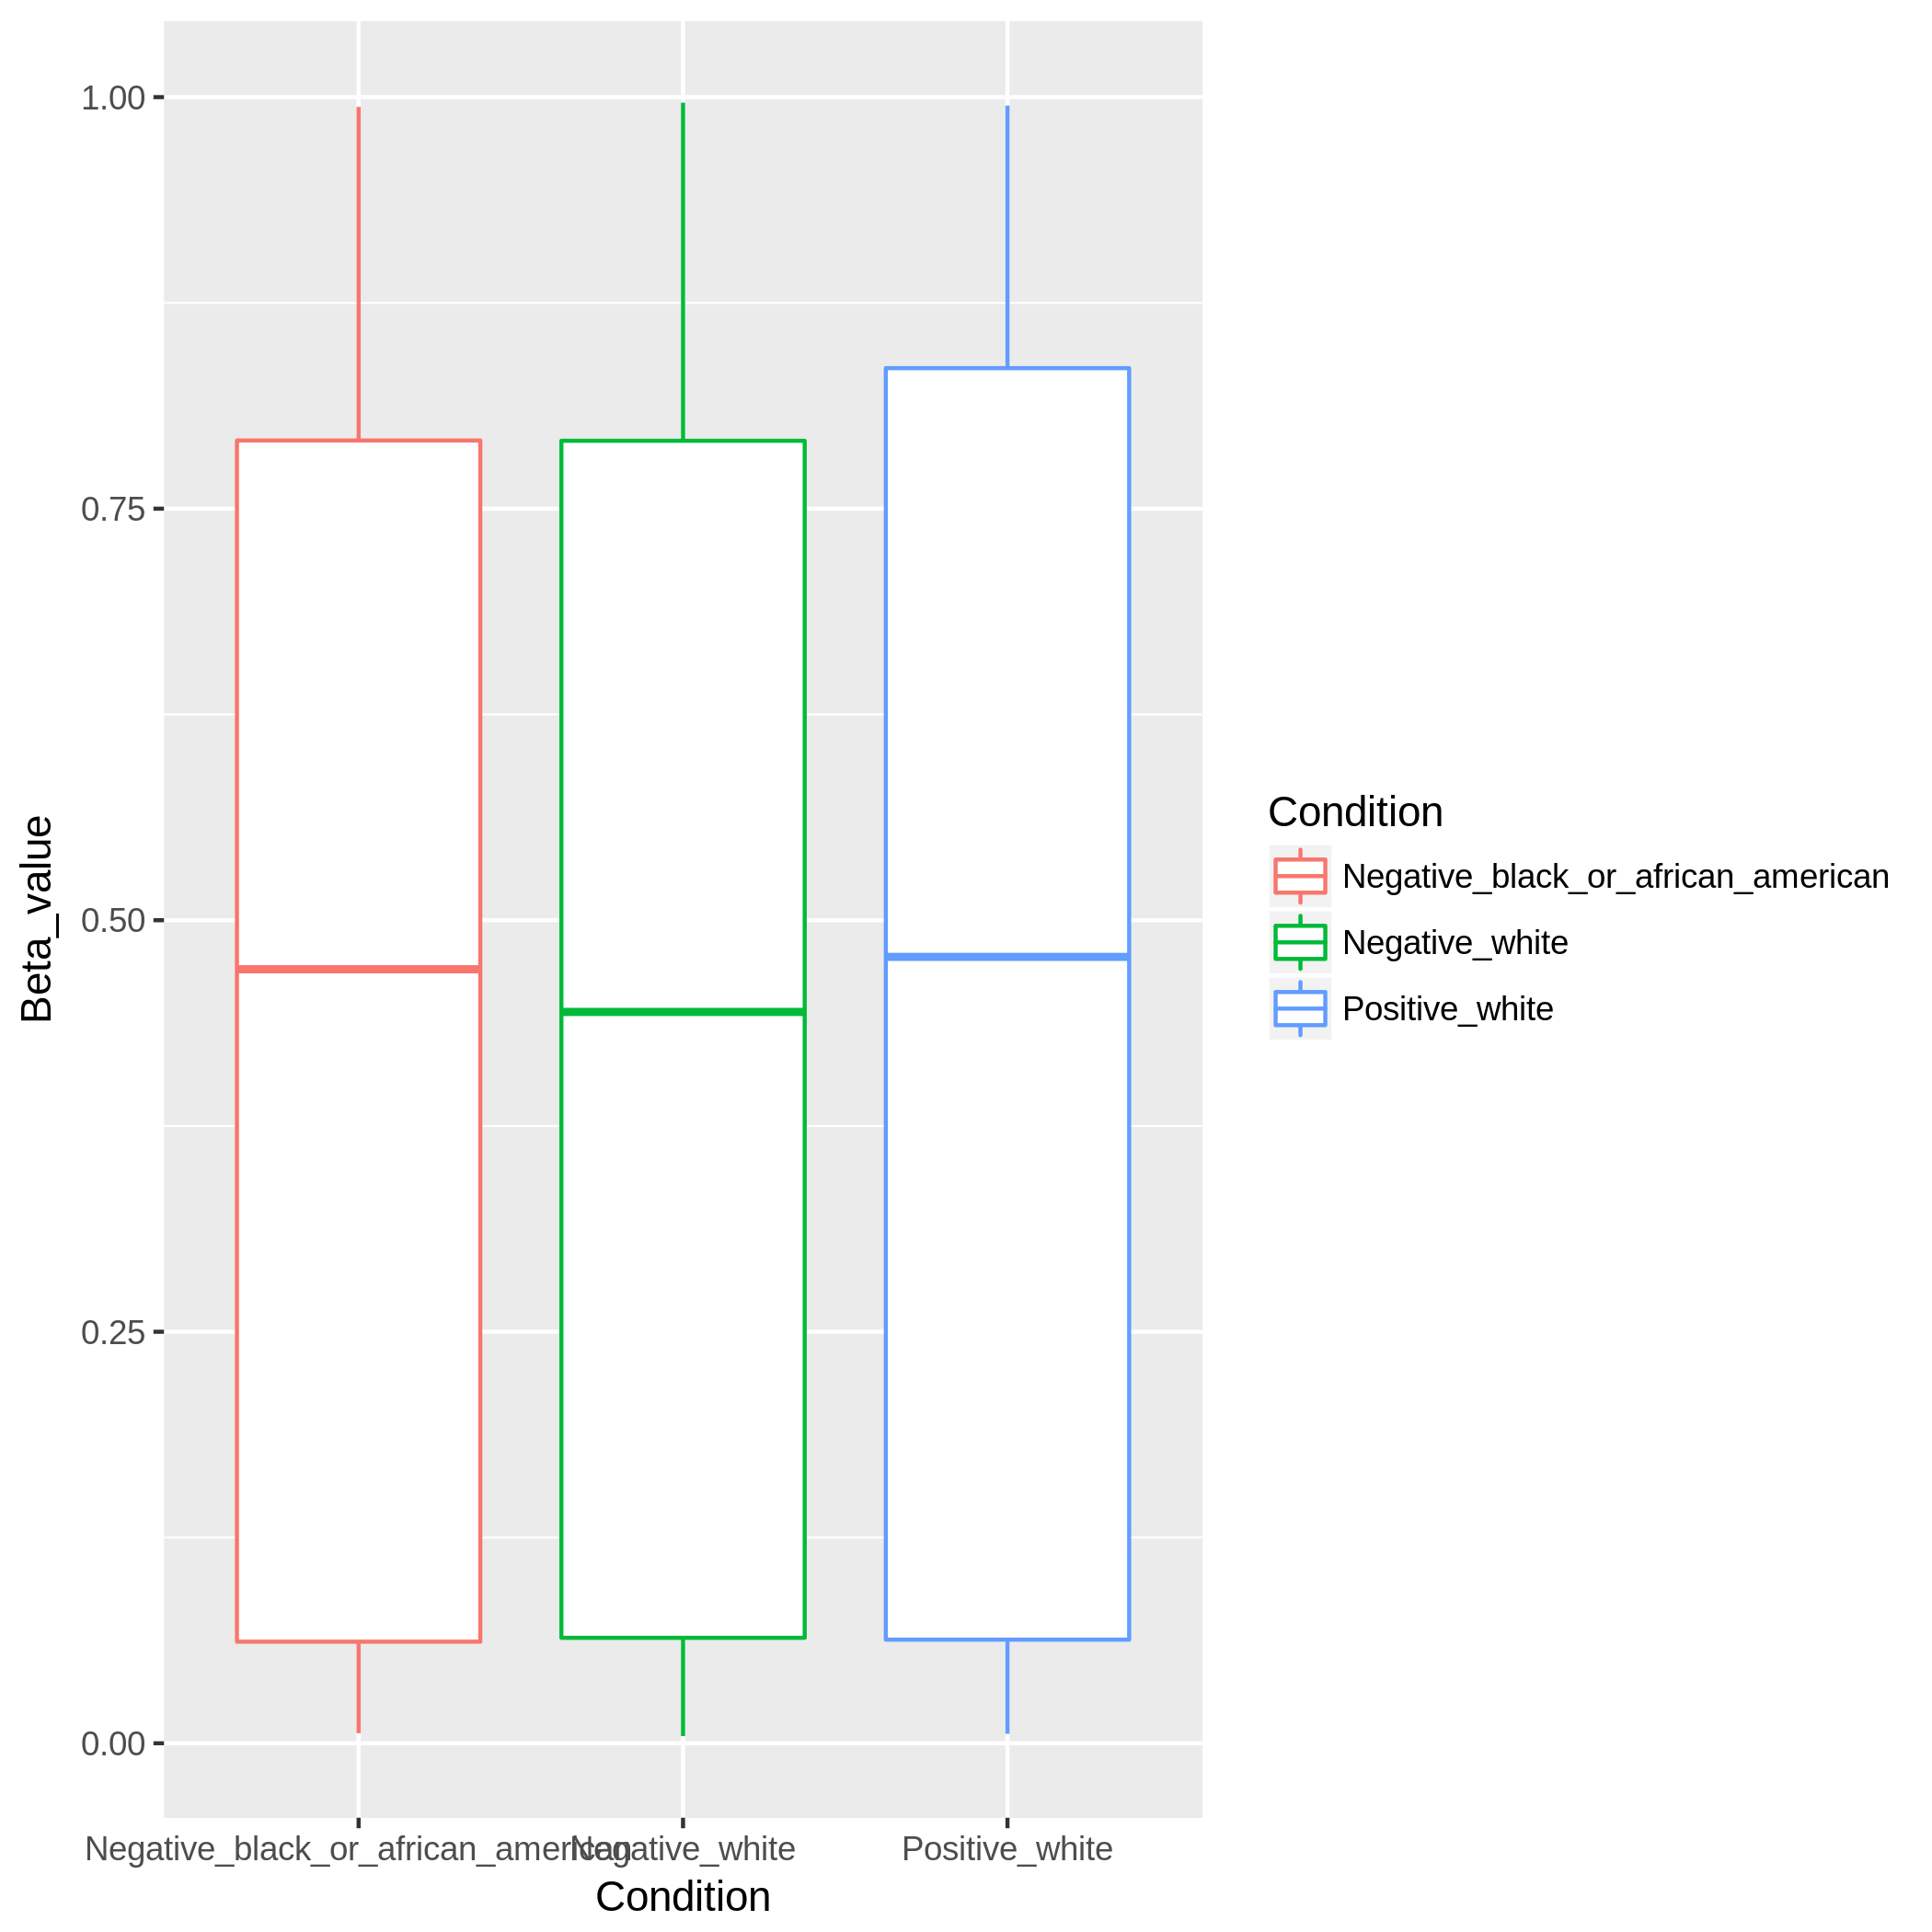 1.00
0.75
0.50
0.25
0.00
Beta_value
Negative_black_or_african_american
Negative_white
Positive_white
Condition
Condition
Negative_black_or_african_american
Negative_white
Positive_white